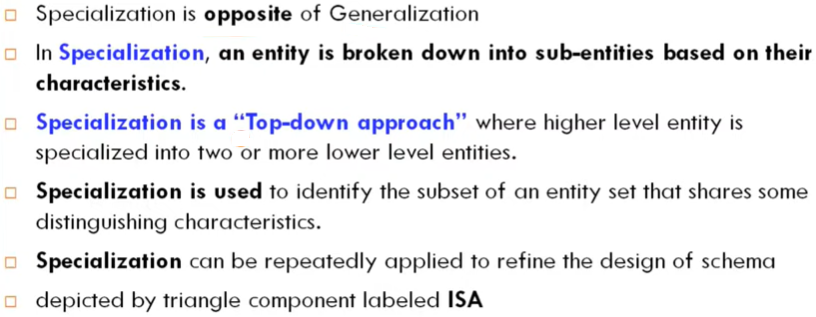 Specialization is opposite of Generalization
In Specialization, an entity is broken down into sub-entities based on their
characteristics.
Specialization is a “Top-down approach” where higher level entity is
specialized into two or more lower level entities.
Specialization is used to identify the subset of an entity set that shares some
distinguishing characteristics.
Specialization can be repeatedly applied to refine the design of schema
depicted by triangle component labeled ISA